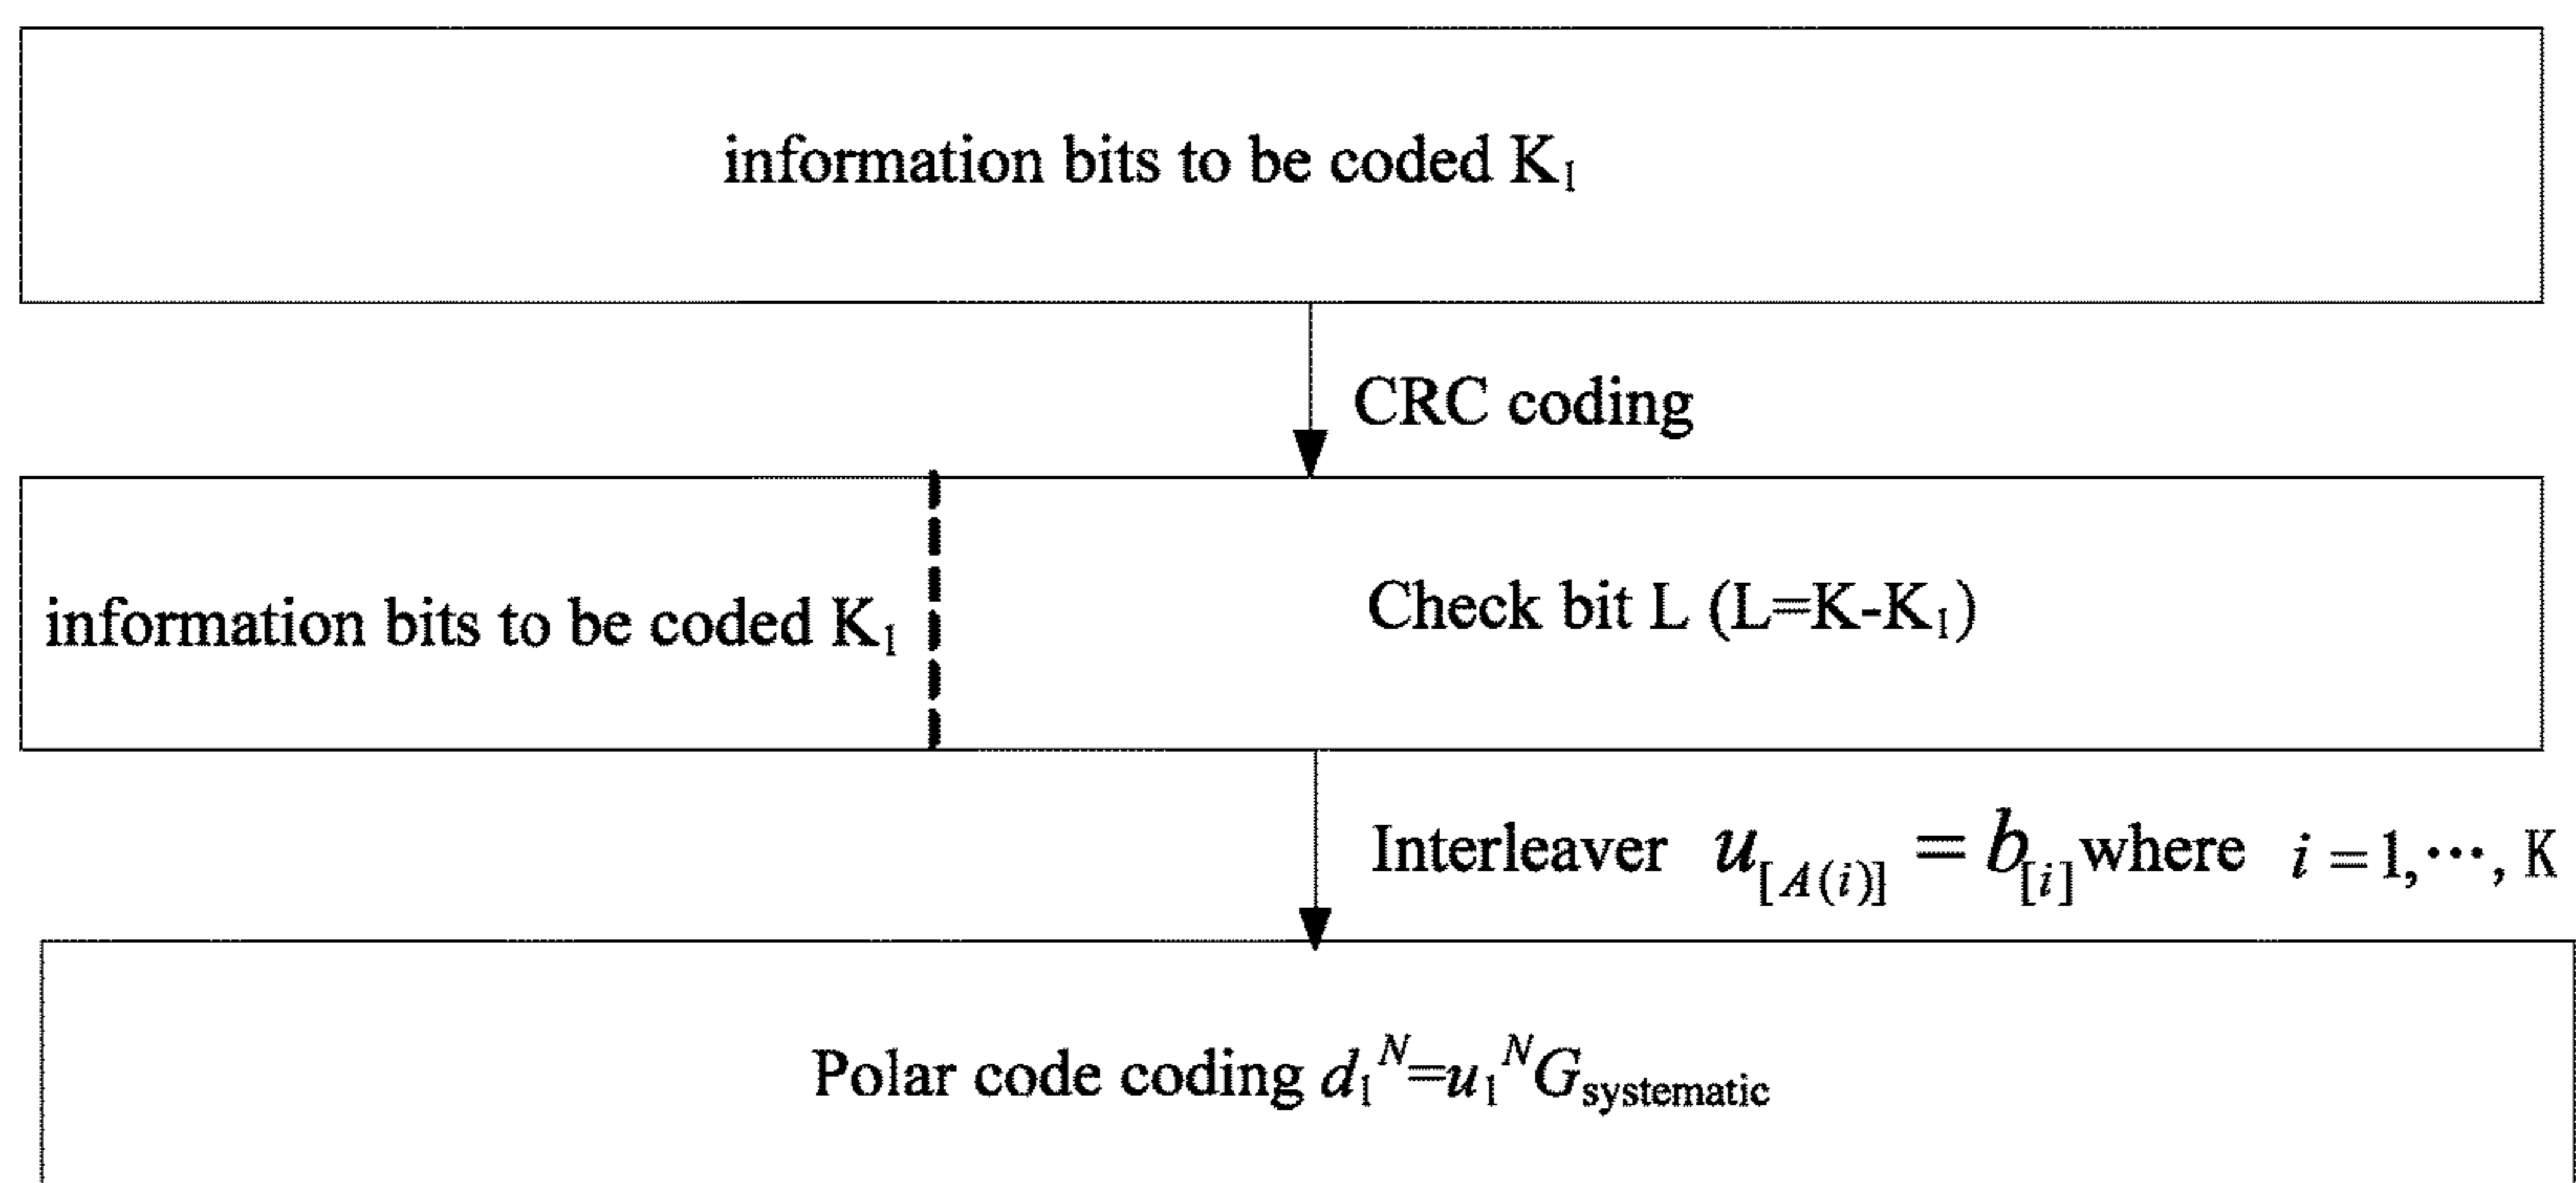 information bits to be coded K₁
CRC coding
information bits to be coded K₁
Check bit L (L=K-K₁)
Interleaver u[A(i)] = b[i] where i = 1,⋯, K
Polar code coding d₁ᴺ=u₁ᴺGsystematic